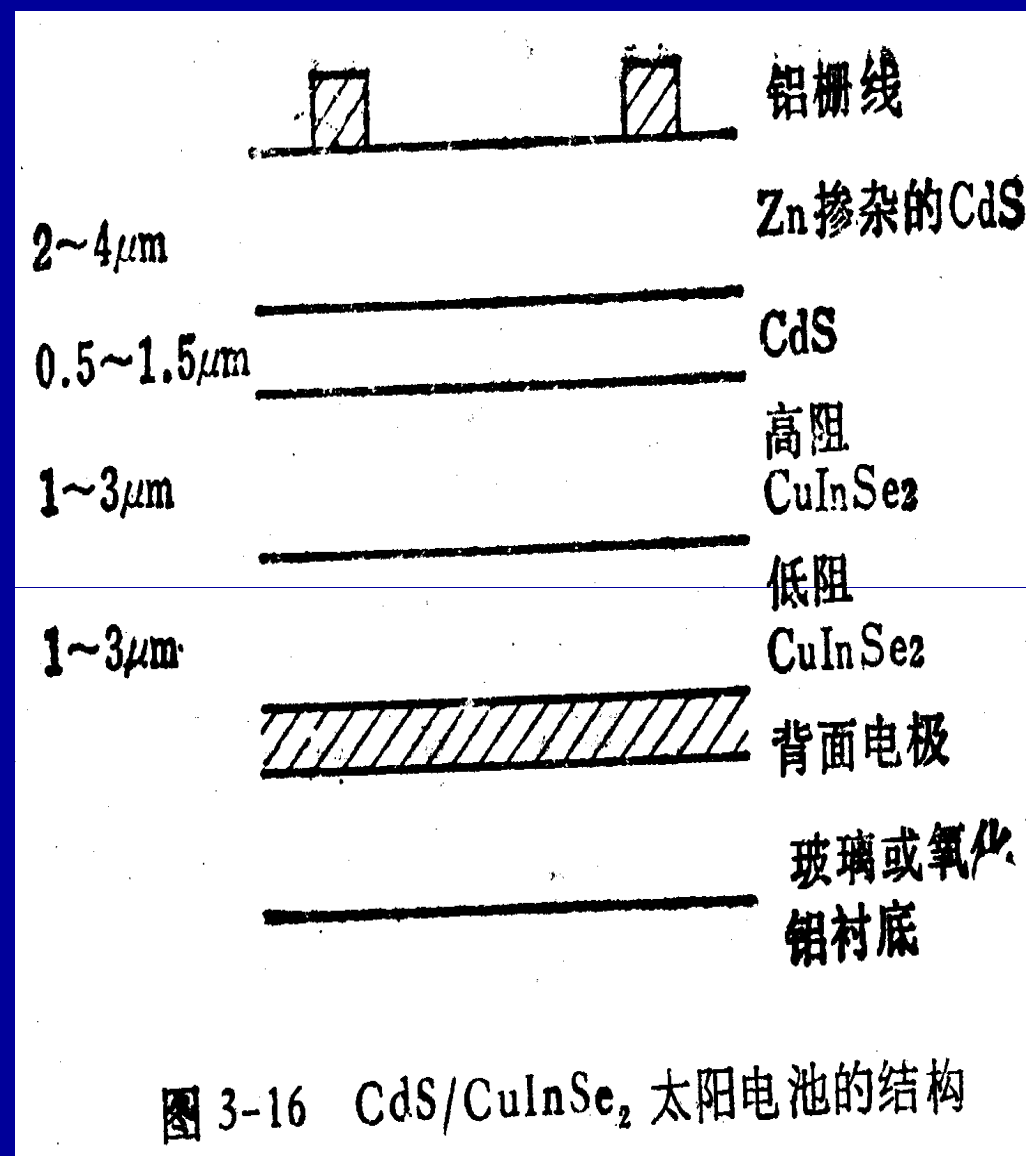 铝栅线
Zn掺杂的CdS
2~4μm
CdS
0.5~1.5μm
高阻
CuInSe₂
1~3μm
低阻
CuInSe₂
1~3μm
背面电极
玻璃或氧化
铝衬底
图 3-16 CdS/CuInSe₂ 太阳电池的结构